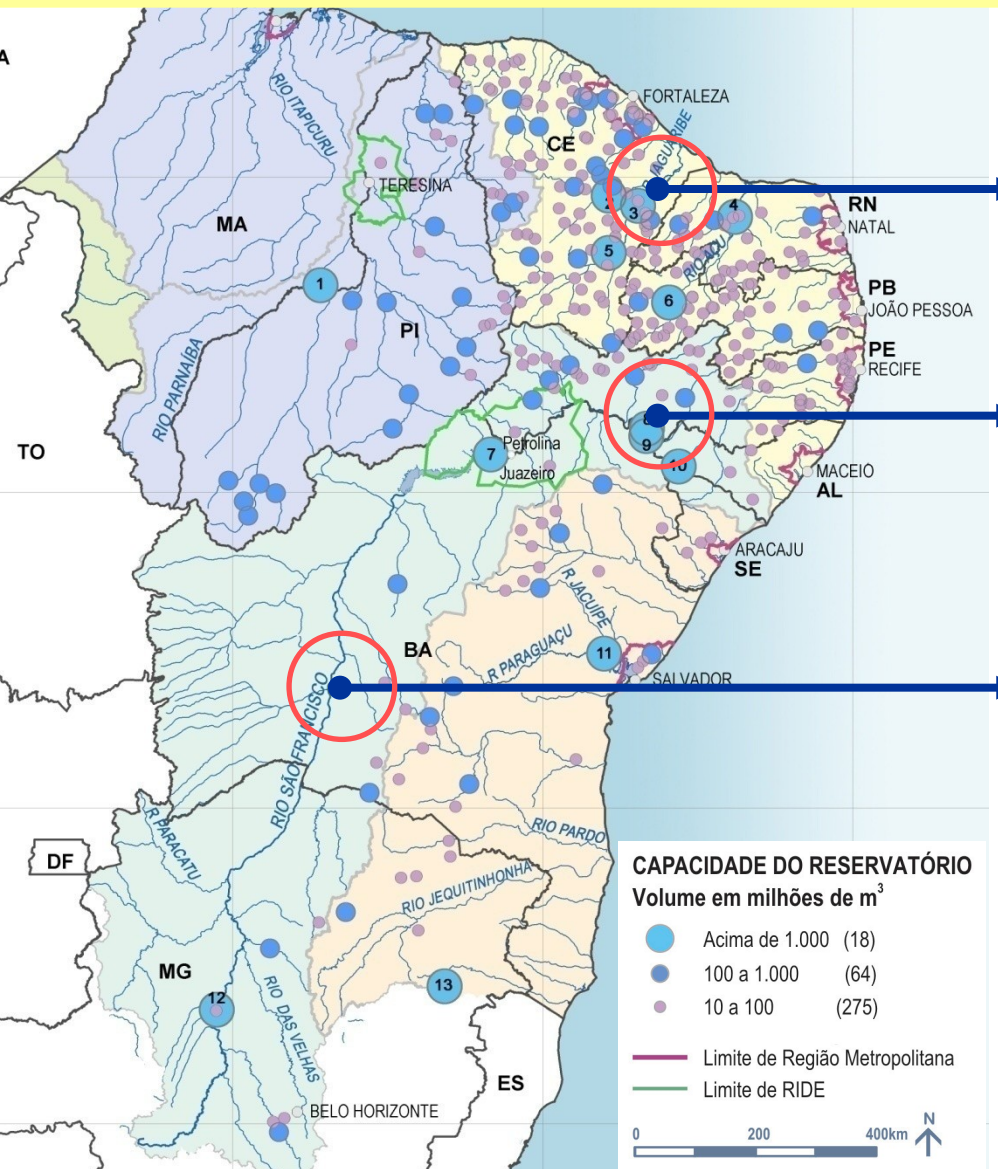 A
RIO ITAPICURU
FORTALEZA
JAGUARIBE
CE
TERESINA
MA
2
3
4
RN
NATAL
5
RIO AÇU
1
6
PB
JOÃO PESSOA
PI
RIO PARNAÍBA
PE
RECIFE
TO
7
Petrolina
Juazeiro
8
9
10
MACEIÓ
AL
ARACAJU
SE
R JACUÍPE
R PARAGUAÇU
BA
11
SALVADOR
RIO SÃO FRANCISCO
R PARACATU
RIO PARDO
DF
RIO JEQUITINHONHA
MG
12
RIO DAS VELHAS
13
ES
BELO HORIZONTE
CAPACIDADE DO RESERVATÓRIO
Volume em milhões de m³
Acima de 1.000 (18)
100 a 1.000 (64)
10 a 100 (275)
Limite de Região Metropolitana
Limite de RIDE
0 200 400km
N